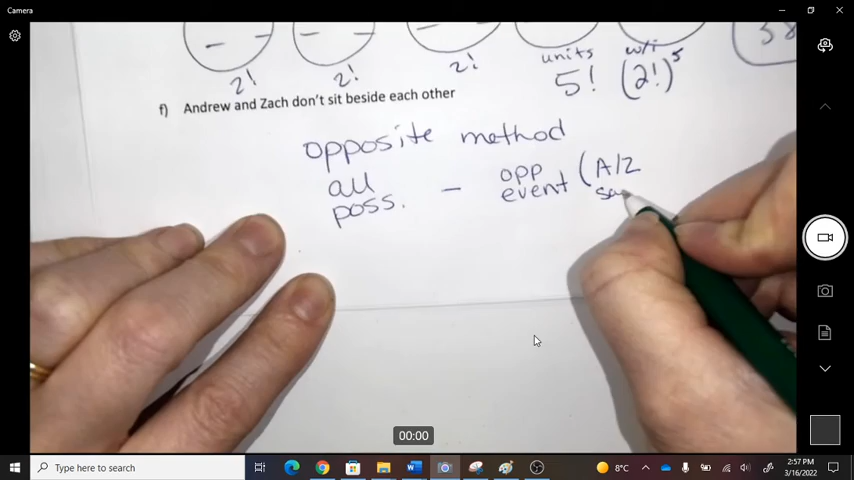 Camera
2! 2! 2! units w/i
5! (2!)⁵
f) Andrew and Zach don't sit beside each other
opposite method
all — opp (A/Z
poss. event
00:00
Type here to search
8°C
2:57 PM
3/16/2022